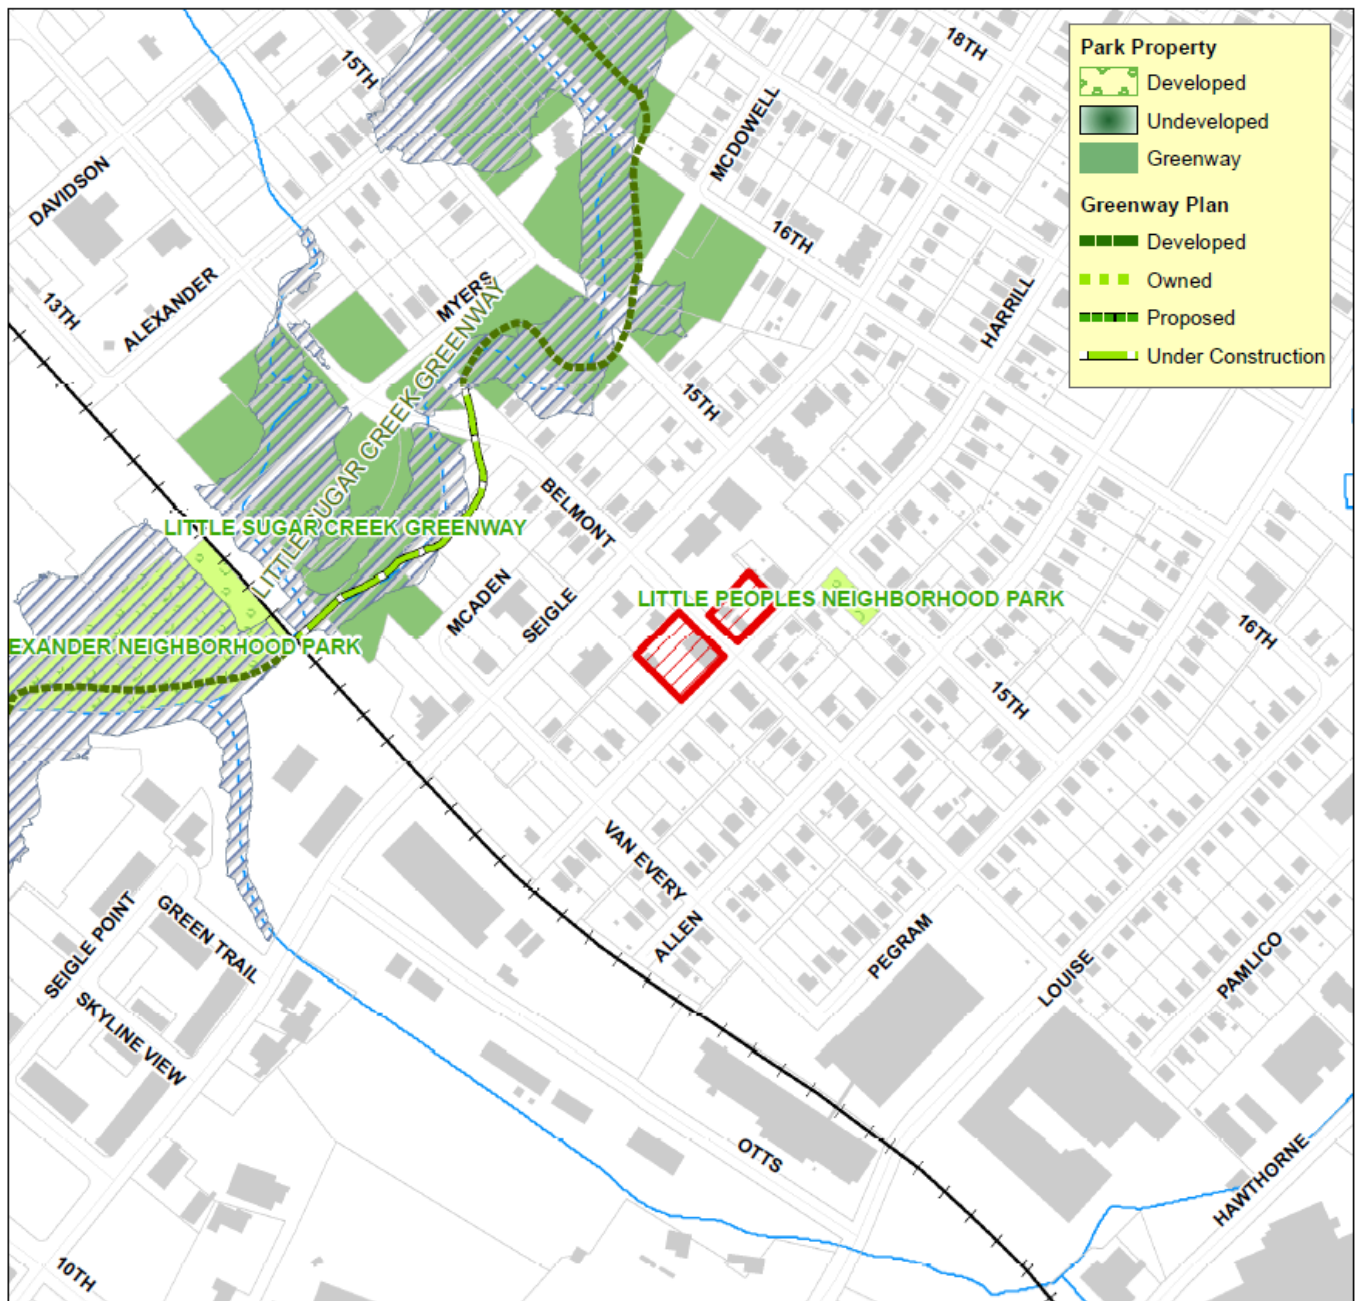 18TH
15TH
MCDOWELL
DAVIDSON
16TH
ALEXANDER
MYERS
13TH
HARRILL
15TH
LITTLE SUGAR CREEK GREENWAY
BELMONT
LITTLE SUGAR CREEK GREENWAY
MCADEN
SEIGLE
LITTLE PEOPLES NEIGHBORHOOD PARK
EXANDER NEIGHBORHOOD PARK
16TH
15TH
VAN EVERY
ALLEN
SEIGLE POINT
GREEN TRAIL
PEGRAM
LOUISE
PAMLICO
SKYLINE VIEW
OTTS
HAWTHORNE
10TH
Park Property
Developed
Undeveloped
Greenway
Greenway Plan
Developed
Owned
Proposed
Under Construction